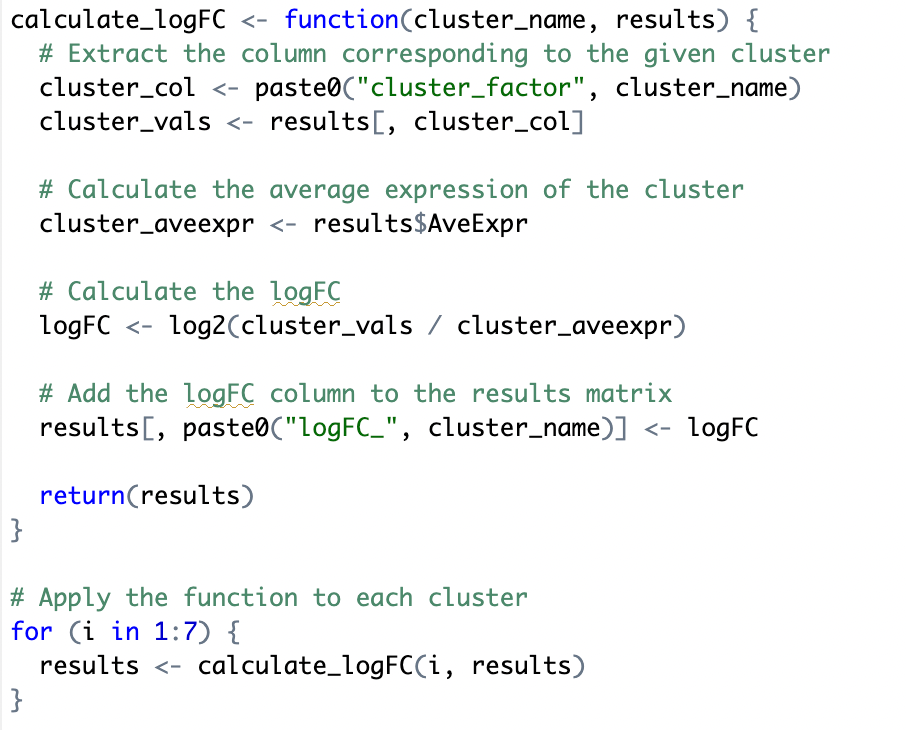 calculate_logFC <- function(cluster_name, results) {
  # Extract the column corresponding to the given cluster
  cluster_col <- paste0("cluster_factor", cluster_name)
  cluster_vals <- results[, cluster_col]

  # Calculate the average expression of the cluster
  cluster_aveexpr <- results$AveExpr

  # Calculate the logFC
  logFC <- log2(cluster_vals / cluster_aveexpr)

  # Add the logFC column to the results matrix
  results[, paste0("logFC_", cluster_name)] <- logFC

  return(results)
}

# Apply the function to each cluster
for (i in 1:7) {
  results <- calculate_logFC(i, results)
}